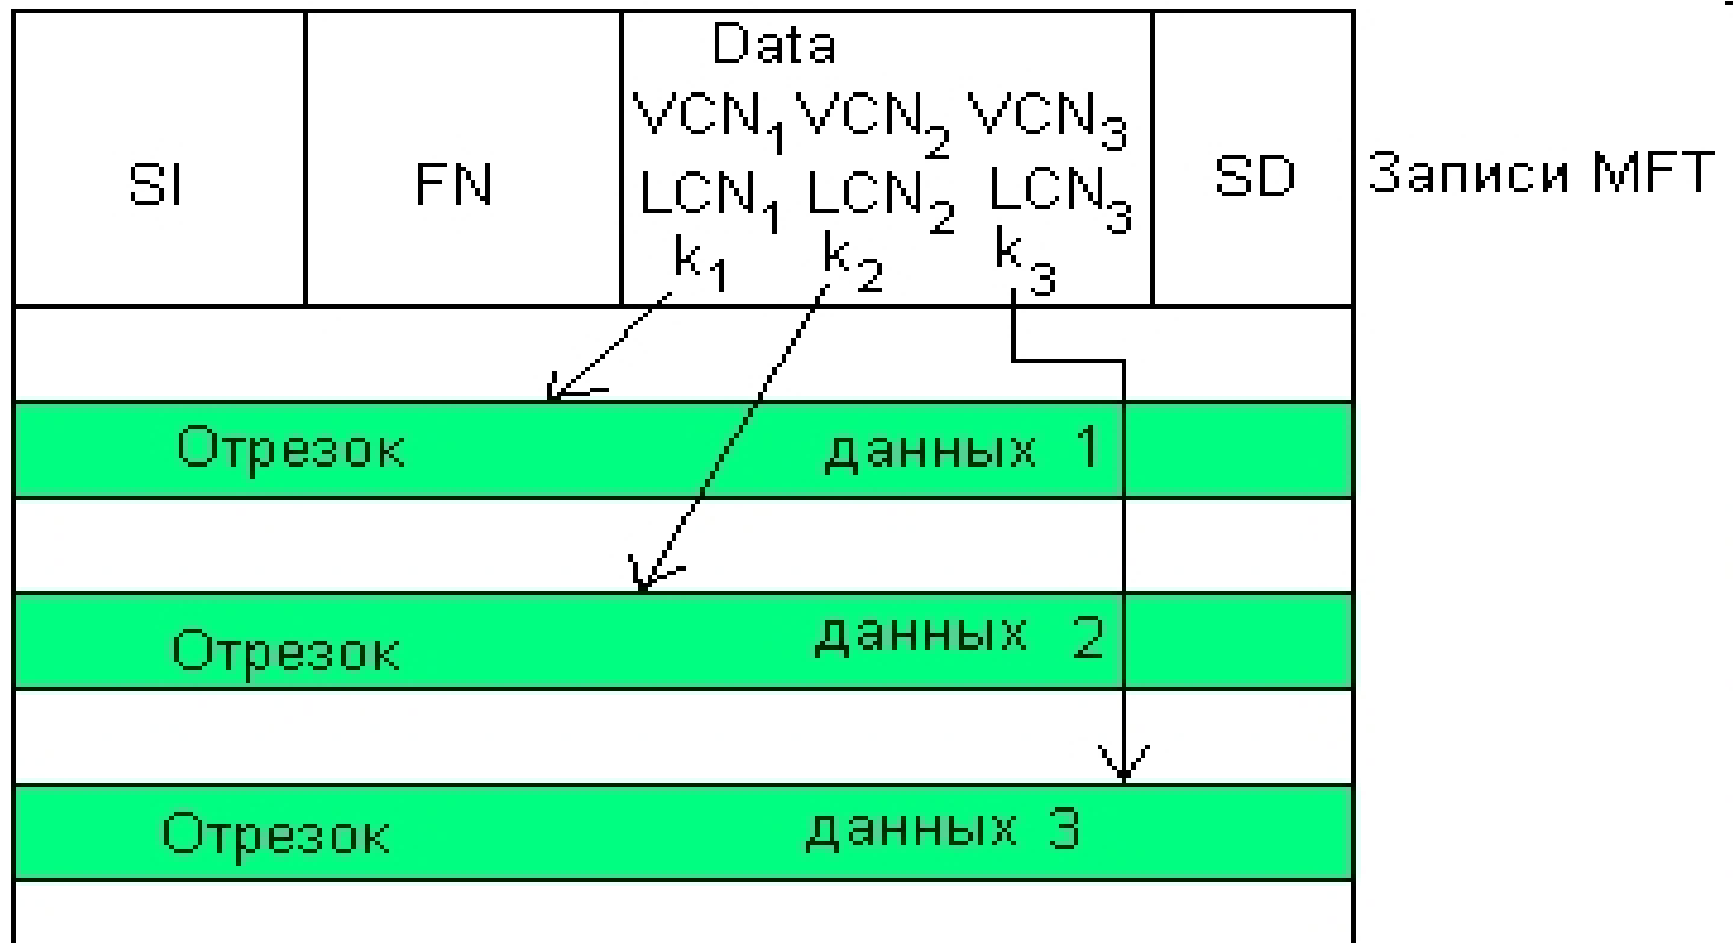 Data
VCN₁ VCN₂ VCN₃
SI FN LCN₁ LCN₂ LCN₃ SD Записи MFT
k₁ k₂ k₃
Отрезок данных 1
Отрезок данных 2
Отрезок данных 3